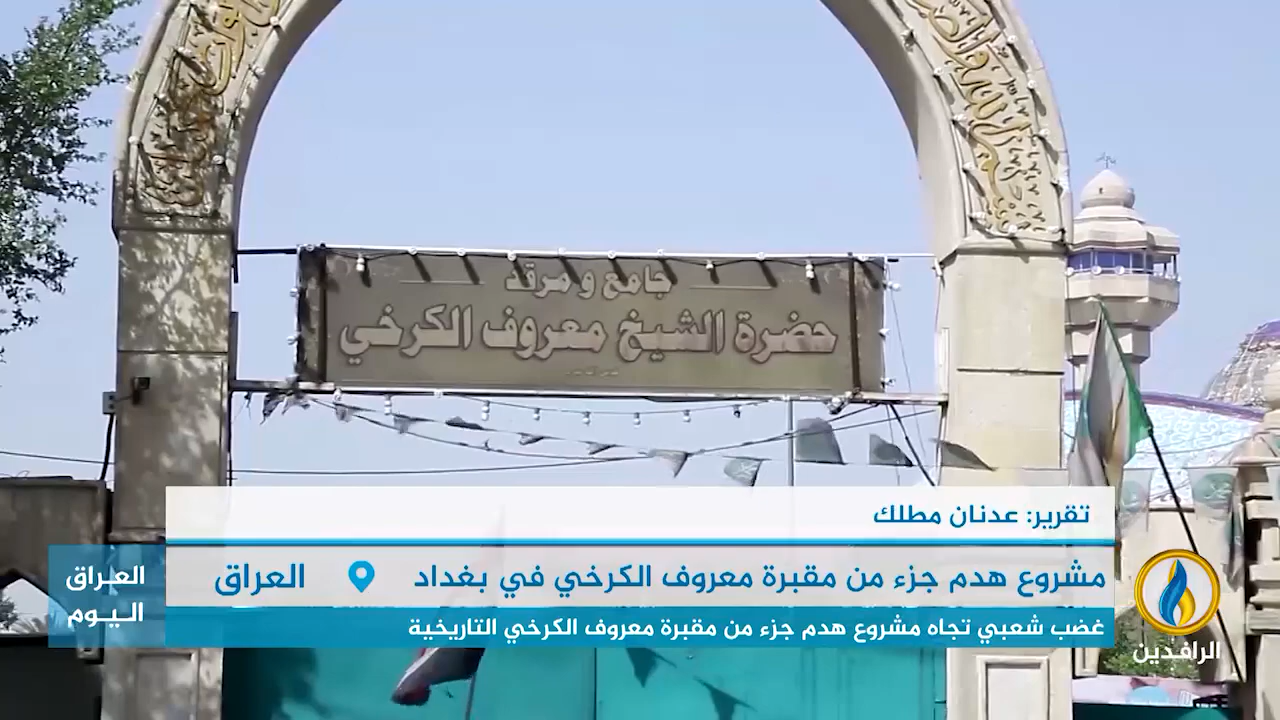 جامع ومرقد
حضرة الشيخ معروف الكرخي
تقرير: عدنان مطلك
مشروع هدم جزء من مقبرة معروف الكرخي في بغداد
العراق
غضب شعبي تجاه مشروع هدم جزء من مقبرة معروف الكرخي التاريخية
العراق
اليوم
الرافدين